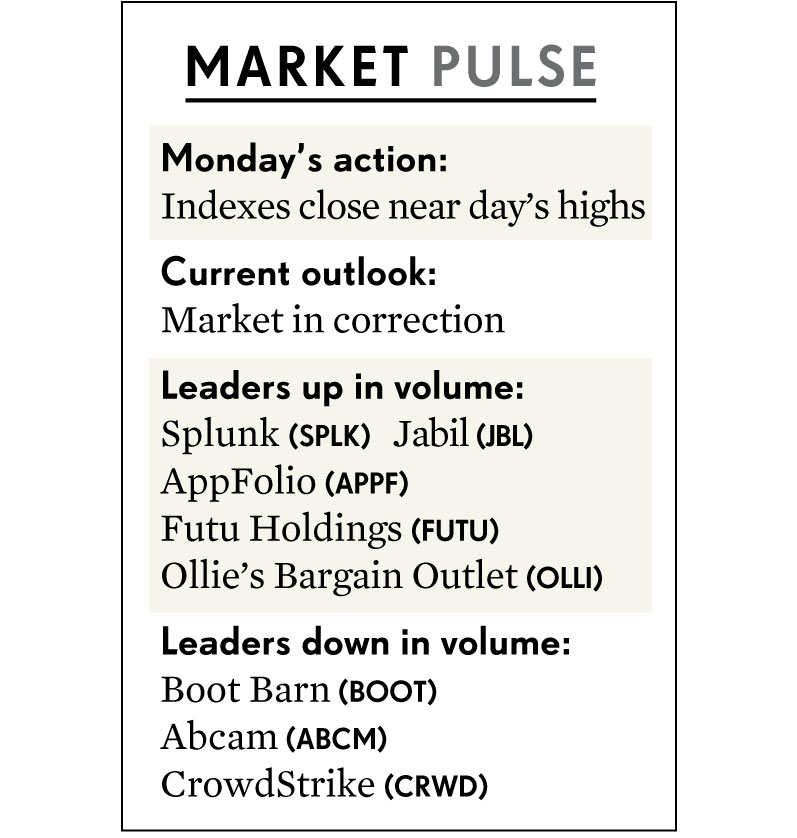 MARKET PULSE
Monday’s action:
Indexes close near day’s highs
Current outlook:
Market in correction
Leaders up in volume:
Splunk (SPLK) Jabil (JBL)
AppFolio (APPF)
Futu Holdings (FUTU)
Ollie’s Bargain Outlet (OLLI)
Leaders down in volume:
Boot Barn (BOOT)
Abcam (ABCM)
CrowdStrike (CRWD)